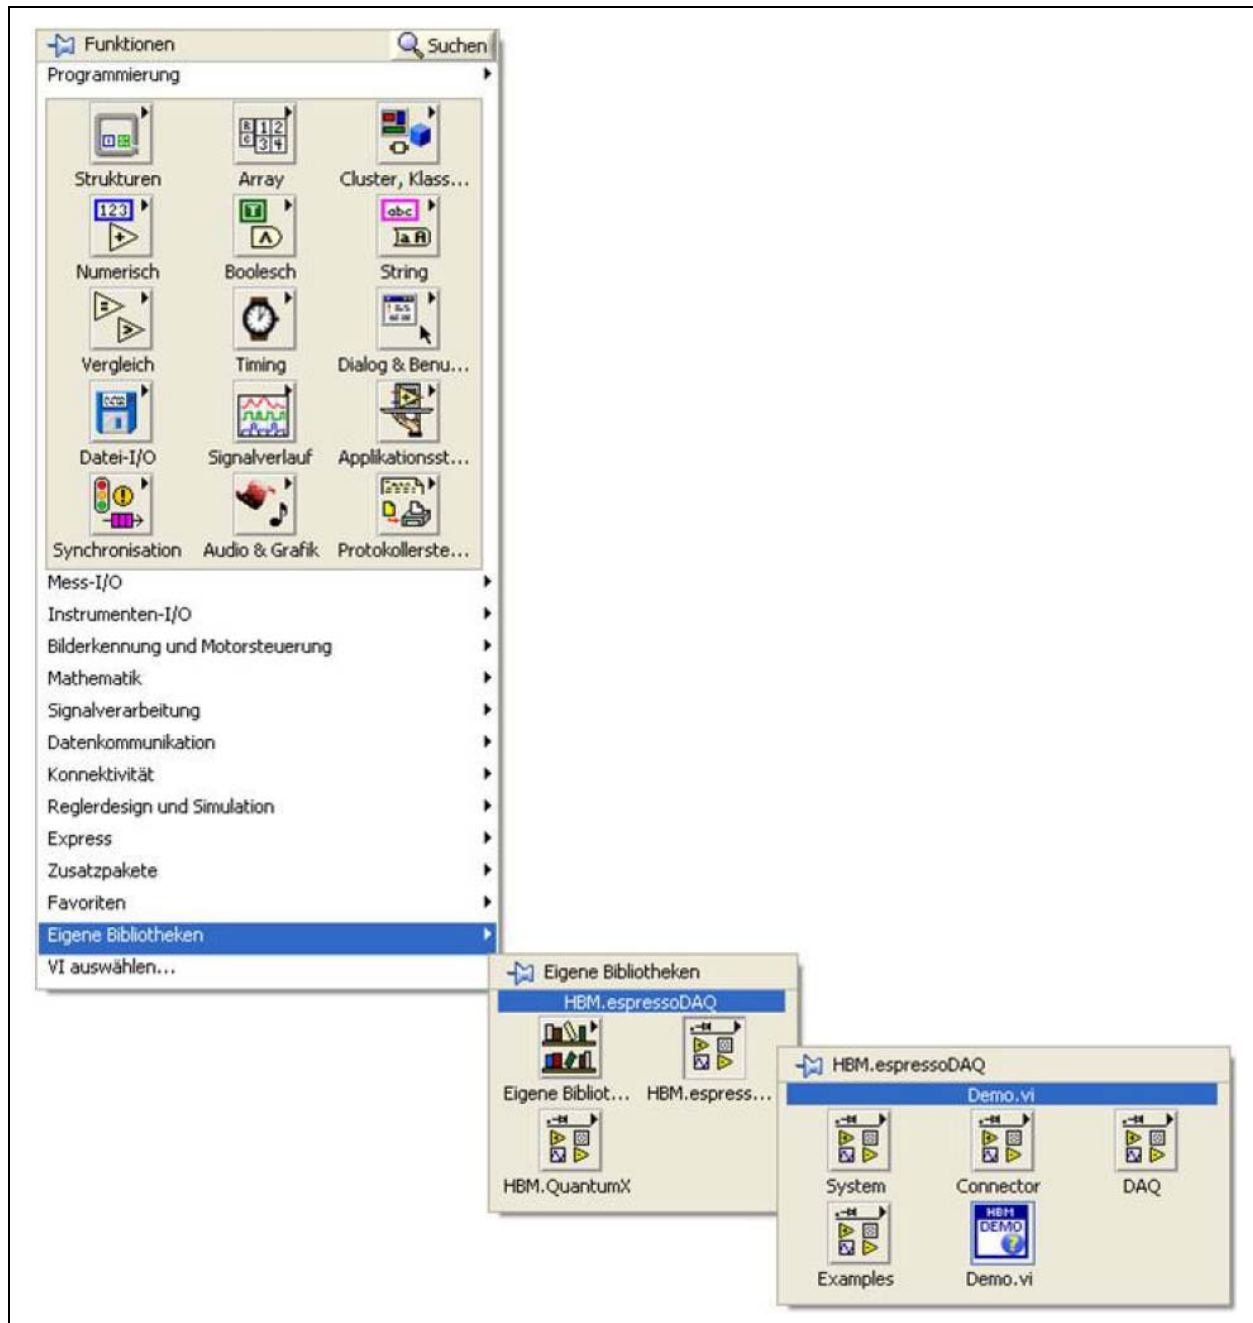 Funktionen Suchen
Programmierung
Strukturen Array Cluster, Klass...
Numerisch Boolesch String
Vergleich Timing Dialog & Benu...
Datei-I/O Signalverlauf Applikationsst...
Synchronisation Audio & Grafik Protokollerste...
Mess-I/O
Instrumenten-I/O
Bilderkennung und Motorsteuerung
Mathematik
Signalverarbeitung
Datenkommunikation
Konnektivität
Reglerdesign und Simulation
Express
Zusatzpakete
Favoriten
Eigene Bibliotheken
VI auswählen...
Eigene Bibliotheken
HBM.espressoDAQ
Eigene Bibliot... HBM.espress...
HBM.QuantumX
HBM.espressoDAQ
Demo.vi
System Connector DAQ
HBM
DEMO
Examples Demo.vi